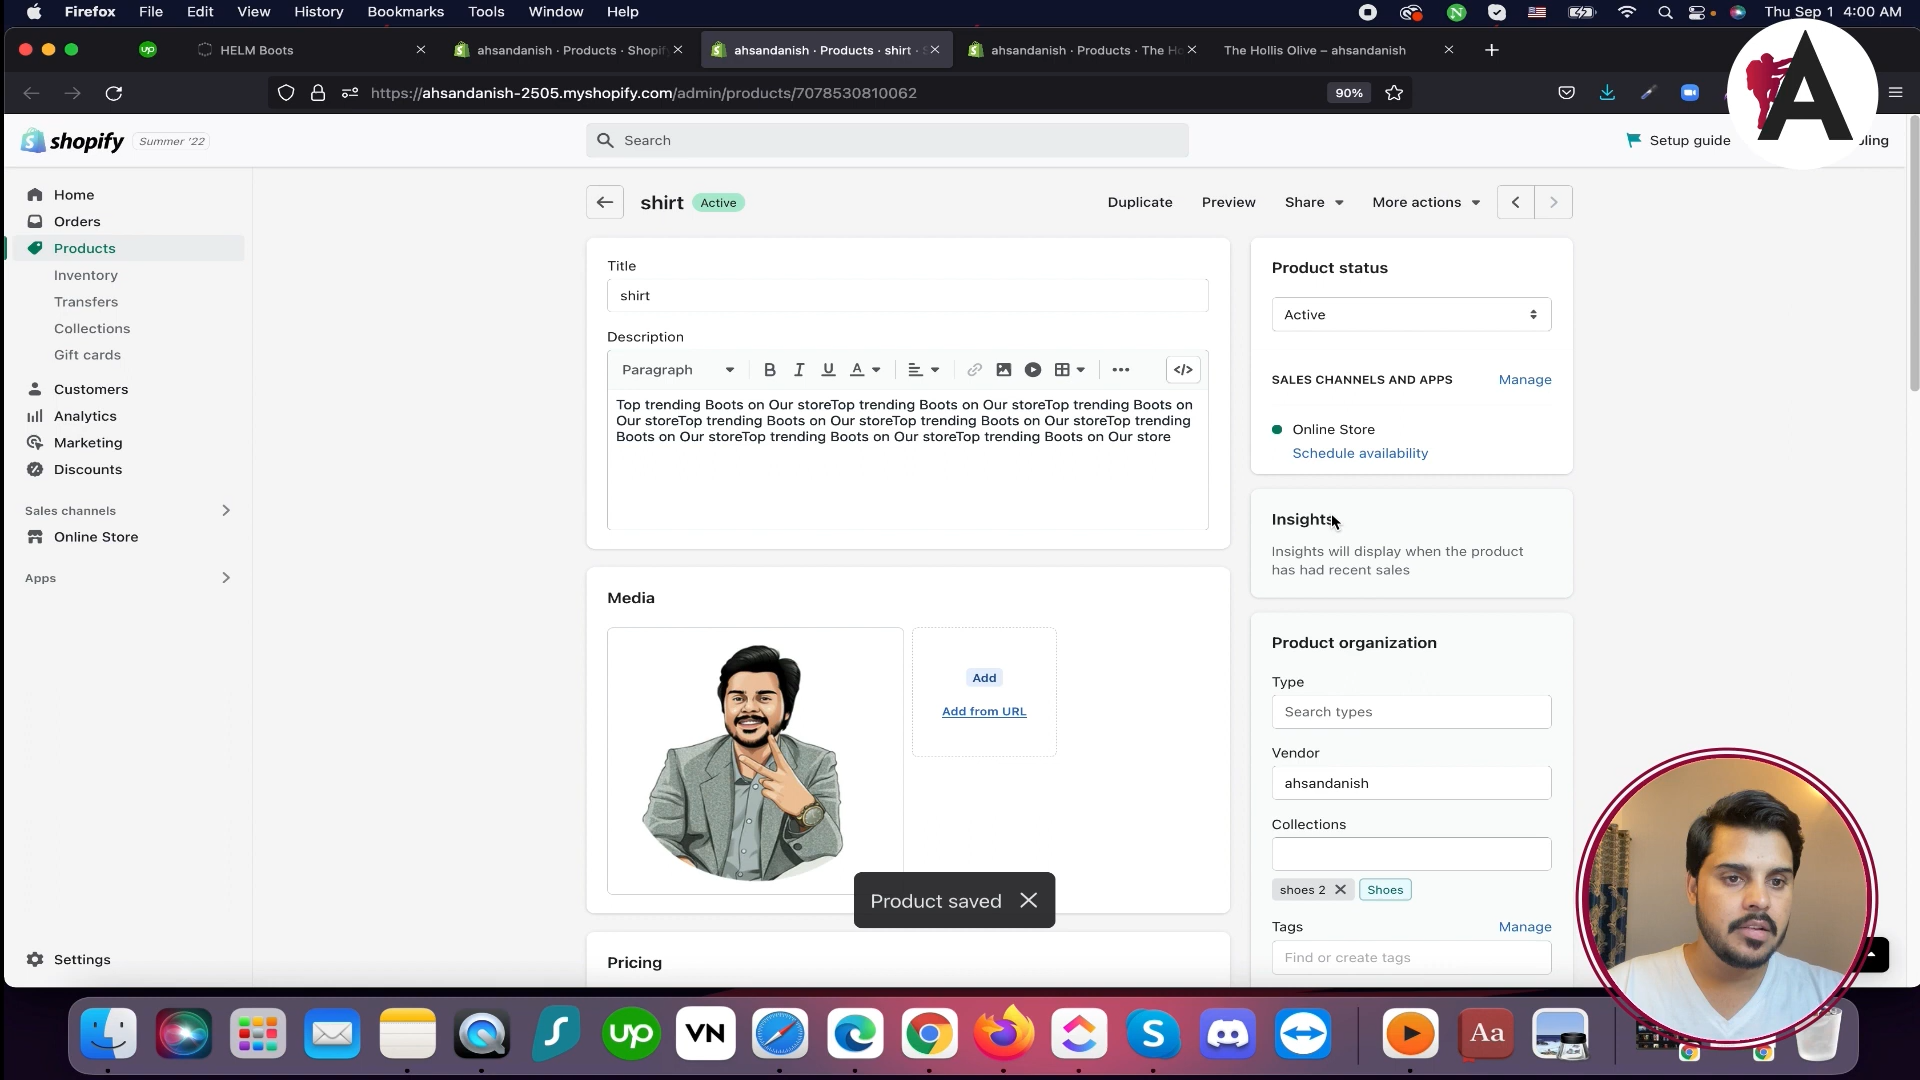 Firefox File Edit View History Bookmarks Tools Window Help Thu Sep 1 4:00 AM
up HELM Boots ahsandanish · Products · Shopif ahsandanish · Products · shirt · ahsandanish · Products · The Ho The Hollis Olive – ahsandanish
https://ahsandanish-2505.myshopify.com/admin/products/7078530810062 90%
A
shopify Summer '22 Search Setup guide
Home
Orders
Products
Inventory
Transfers
Collections
Gift cards
Customers
Analytics
Marketing
Discounts
Sales channels
Online Store
Apps
Settings
shirt Active Duplicate Preview Share More actions
Title
shirt
Description
Paragraph B I U A </>
Top trending Boots on Our storeTop trending Boots on Our storeTop trending Boots on
Our storeTop trending Boots on Our storeTop trending Boots on Our storeTop trending
Boots on Our storeTop trending Boots on Our storeTop trending Boots on Our store
Media
Add
Add from URL
Product saved
Pricing
Product status
Active
SALES CHANNELS AND APPS Manage
Online Store
Schedule availability
Insights
Insights will display when the product
has had recent sales
Product organization
Type
Search types
Vendor
ahsandanish
Collections
shoes 2 Shoes
Tags Manage
Find or create tags
up VN S Aa